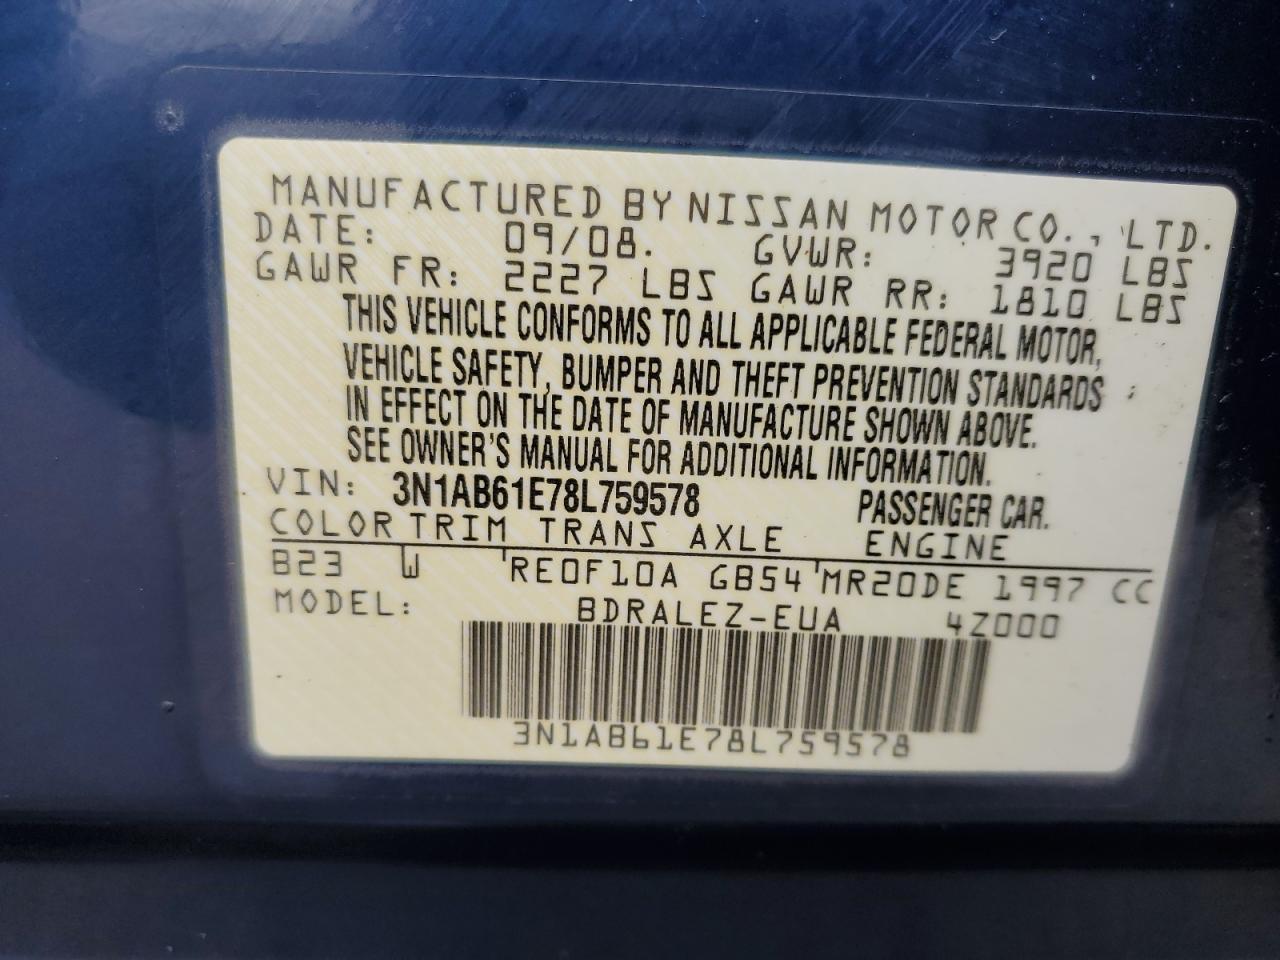 MANUFACTURED BY NISSAN MOTOR CO., LTD.
DATE: 09/08. GVWR: 3920 LBS
GAWR FR: 2227 LBS GAWR RR: 1810 LBS
THIS VEHICLE CONFORMS TO ALL APPLICABLE FEDERAL MOTOR,
VEHICLE SAFETY, BUMPER AND THEFT PREVENTION STANDARDS
IN EFFECT ON THE DATE OF MANUFACTURE SHOWN ABOVE.
SEE OWNER'S MANUAL FOR ADDITIONAL INFORMATION.
VIN: 3N1AB61E78L759578 PASSENGER CAR.
COLOR TRIM TRANS AXLE ENGINE
B23 W RE0F10A GB54 MR20DE 1997 CC
MODEL: BDRALEZ-EUA 4Z000
3N1AB61E78L759578